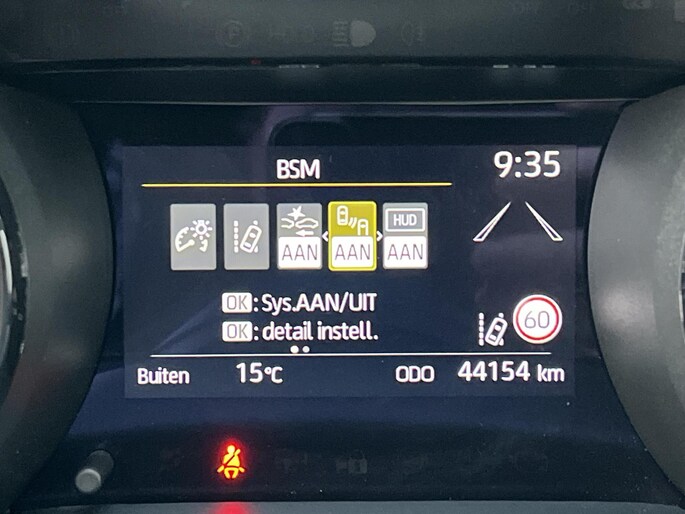 BSM 9:35
HUD
A
AAN AAN AAN
OK : Sys.AAN/UIT
OK : detail instell.
60
Buiten 15°C ODO 44154 km